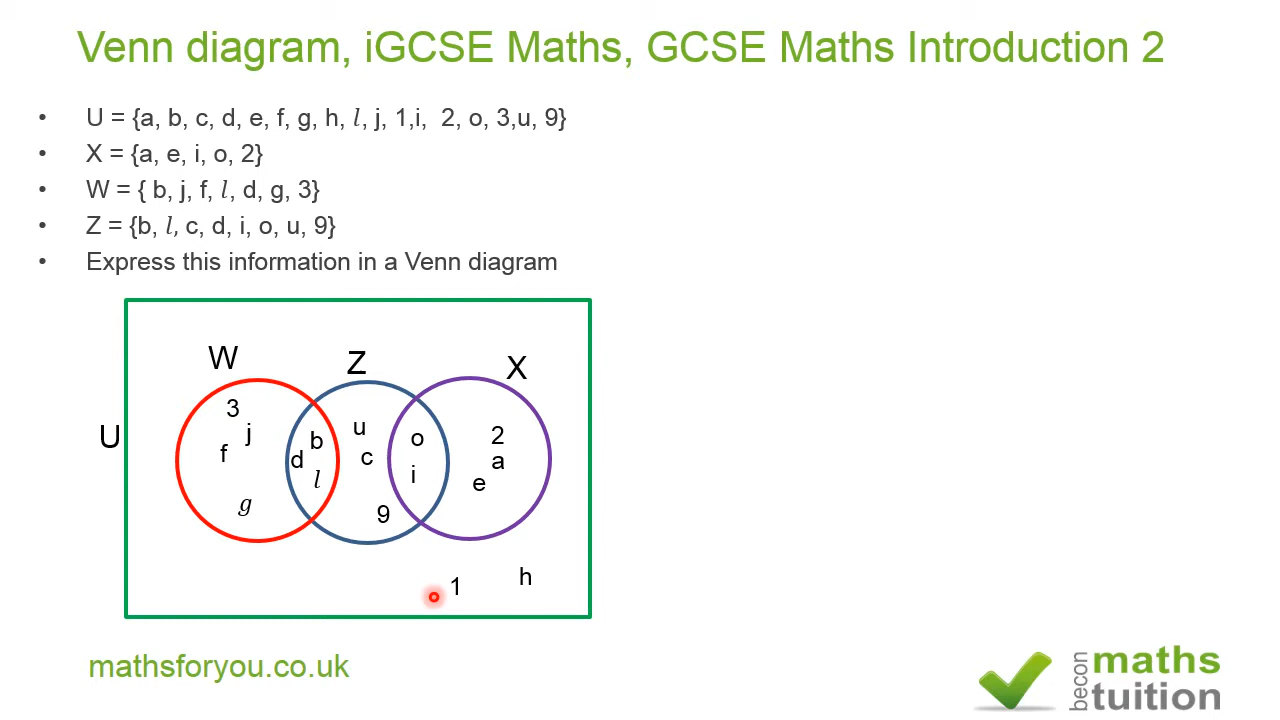 Venn diagram, iGCSE Maths, GCSE Maths Introduction 2
• U = {a, b, c, d, e, f, g, h, l, j, 1,i, 2, o, 3,u, 9}
• X = {a, e, i, o, 2}
• W = { b, j, f, l, d, g, 3}
• Z = {b, l, c, d, i, o, u, 9}
• Express this information in a Venn diagram
W
Z
X
U
3
j
f
g
b
d
l
u
c
9
o
i
2
a
e
1
h
mathsforyou.co.uk
becon
maths
tuition